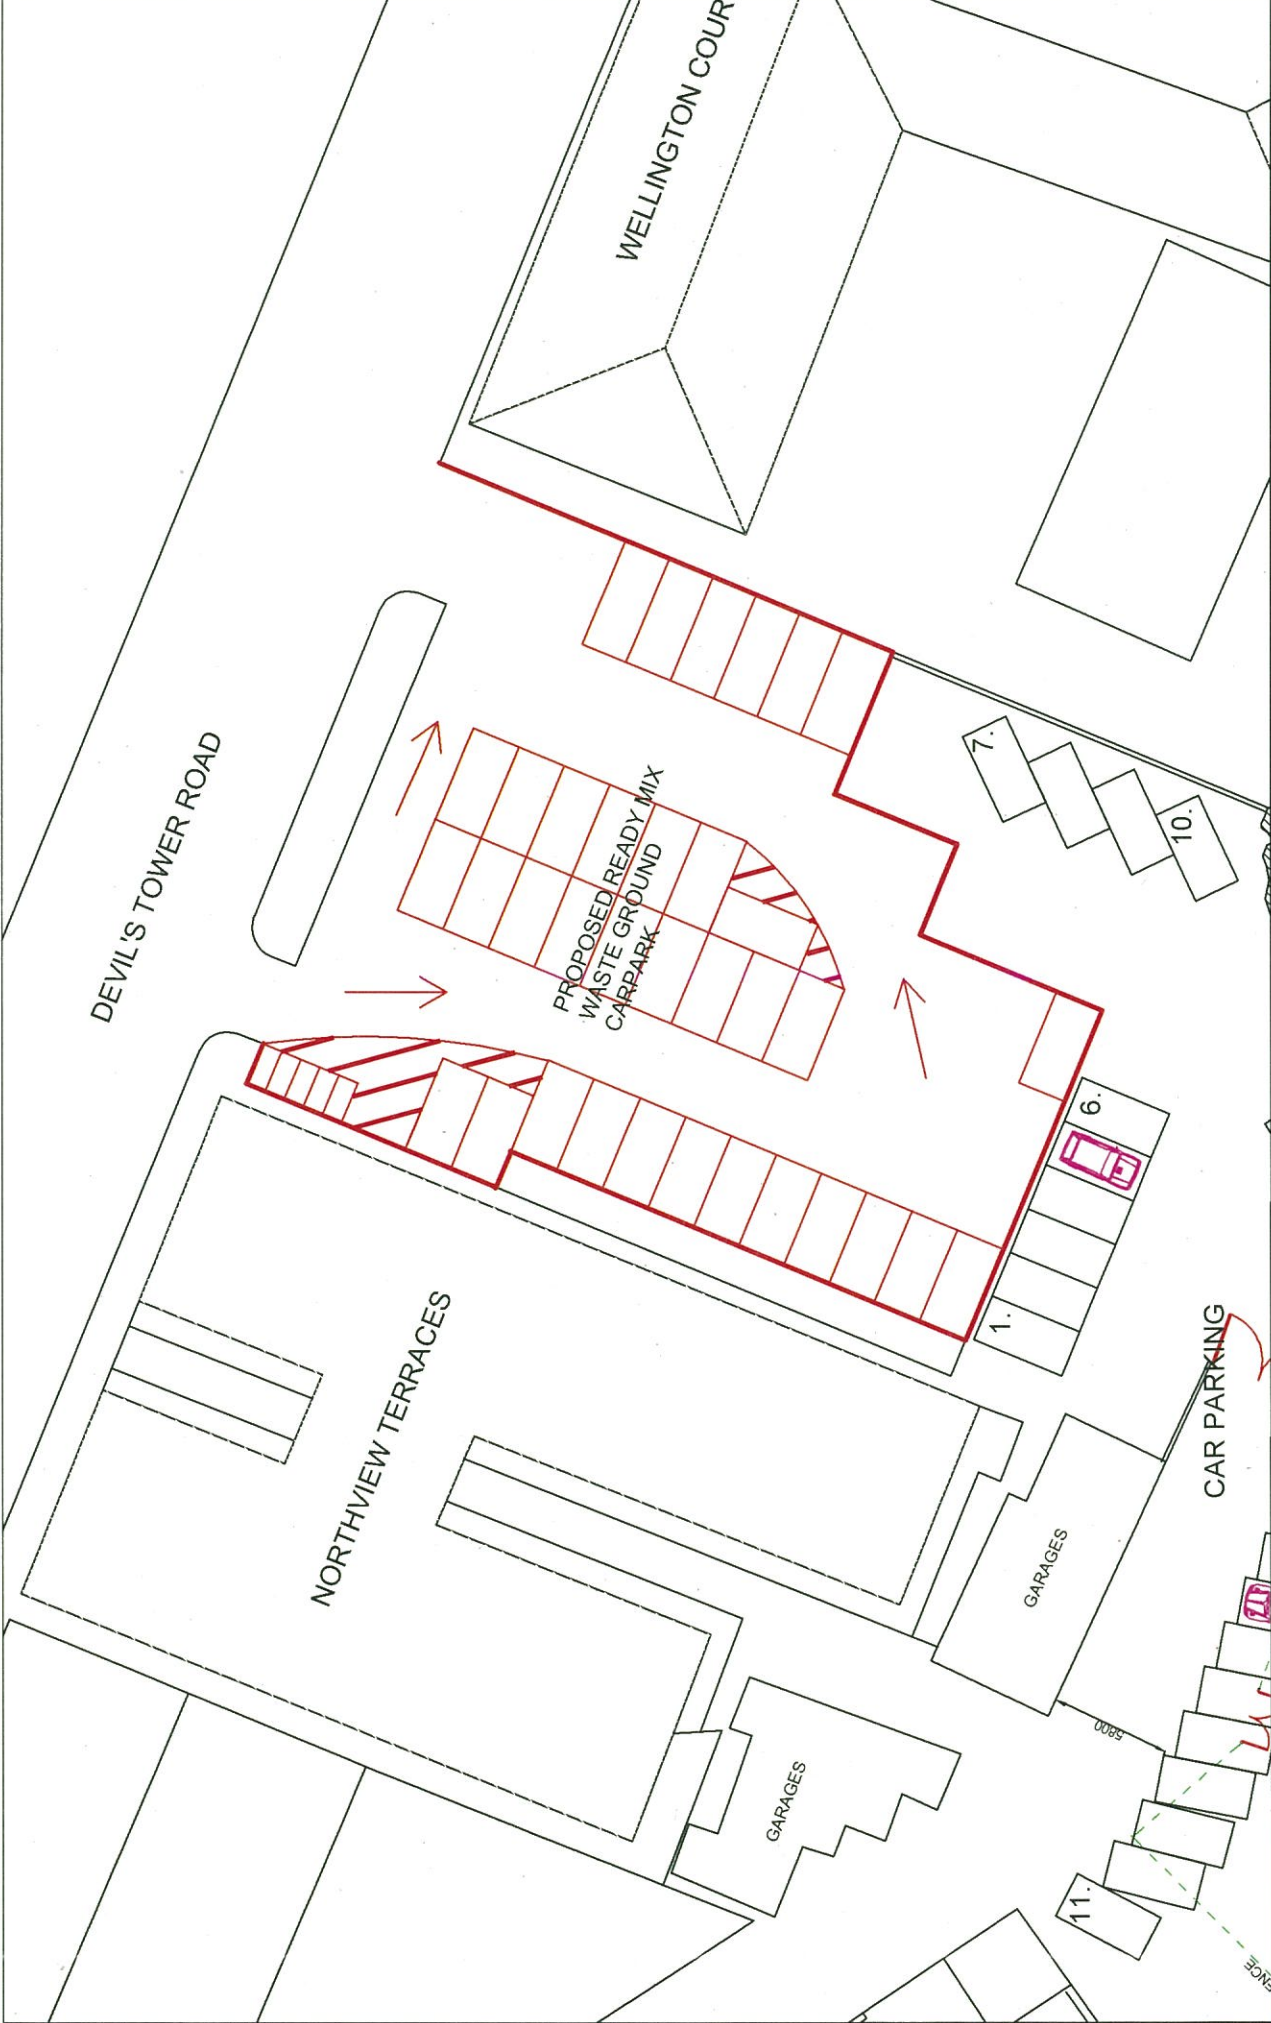 WELLINGTON COUR
DEVIL'S TOWER ROAD
PROPOSED READY MIX
WASTE GROUND
CARPARK
7.
10.
6.
1.
NORTHVIEW TERRACES
CAR PARKING
GARAGES
GARAGES
5800
11.
ENCE